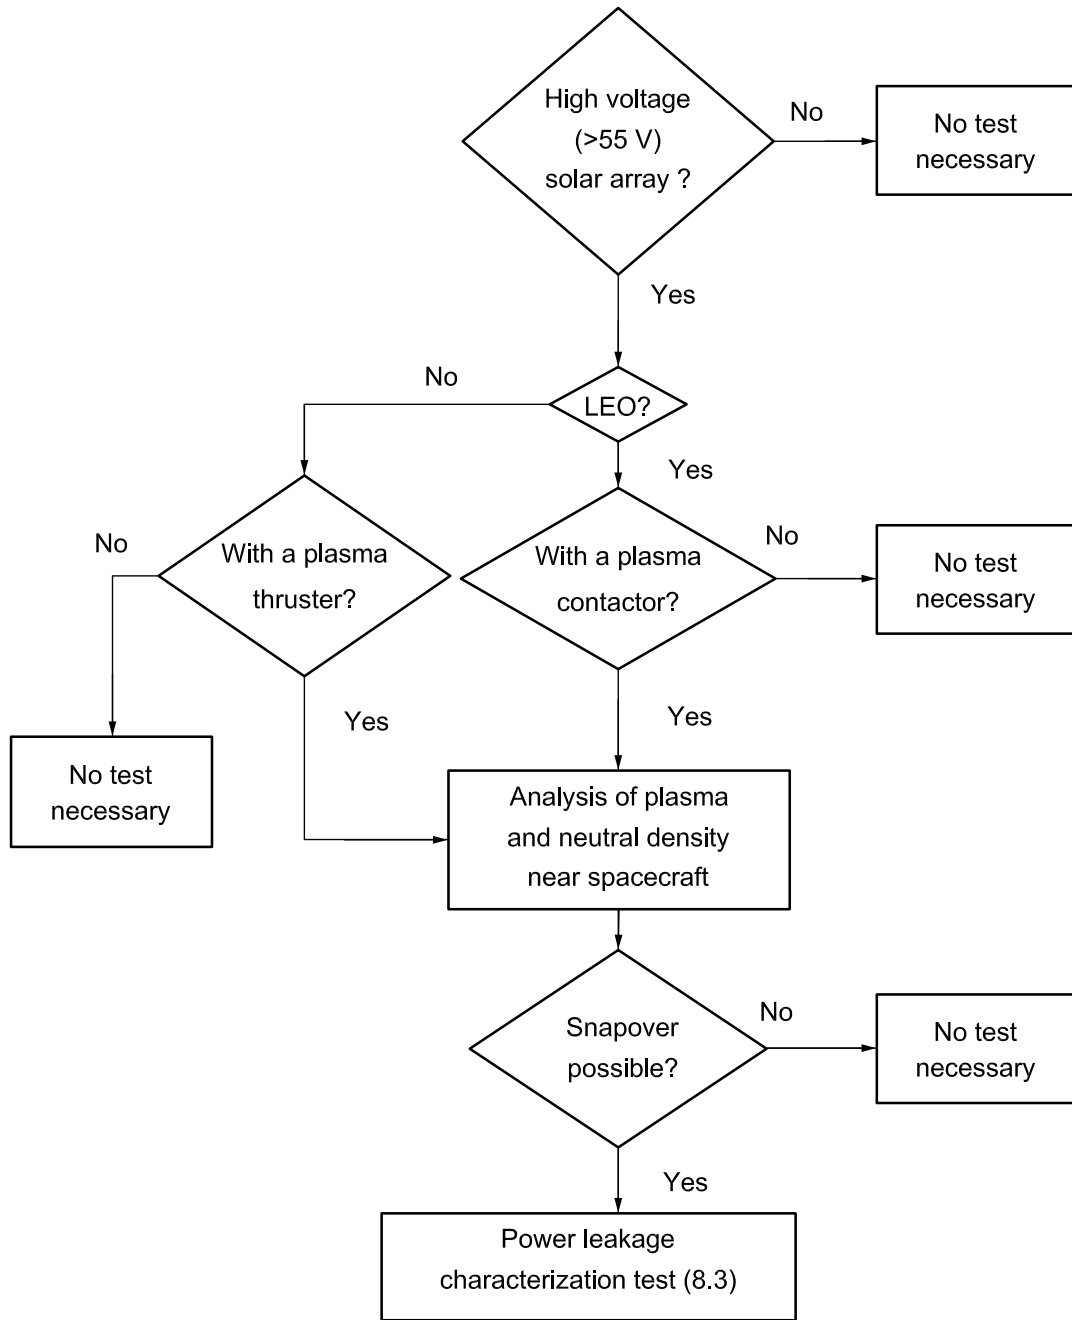 High voltage
(>55 V)
solar array ?
No
No test
necessary
Yes
LEO?
No
Yes
With a plasma
thruster?
No
No test
necessary
Yes
With a plasma
contactor?
No
No test
necessary
Yes
Analysis of plasma
and neutral density
near spacecraft
Snapover
possible?
No
No test
necessary
Yes
Power leakage
characterization test (8.3)